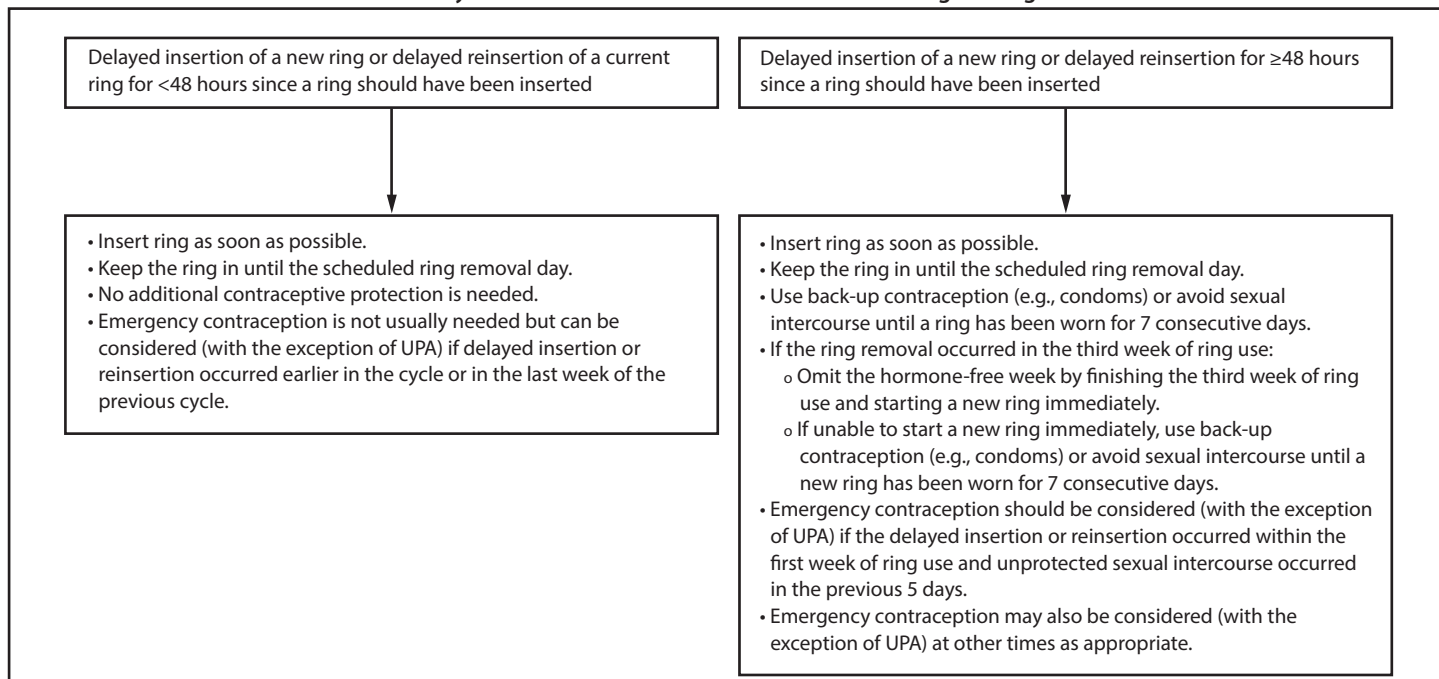 Delayed insertion of a new ring or delayed reinsertion of a current
ring for <48 hours since a ring should have been inserted
Delayed insertion of a new ring or delayed reinsertion for ≥48 hours
since a ring should have been inserted
• Insert ring as soon as possible.
• Keep the ring in until the scheduled ring removal day.
• No additional contraceptive protection is needed.
• Emergency contraception is not usually needed but can be
considered (with the exception of UPA) if delayed insertion or
reinsertion occurred earlier in the cycle or in the last week of the
previous cycle.
• Insert ring as soon as possible.
• Keep the ring in until the scheduled ring removal day.
• Use back-up contraception (e.g., condoms) or avoid sexual
intercourse until a ring has been worn for 7 consecutive days.
• If the ring removal occurred in the third week of ring use:
o Omit the hormone-free week by finishing the third week of ring
use and starting a new ring immediately.
o If unable to start a new ring immediately, use back-up
contraception (e.g., condoms) or avoid sexual intercourse until a
new ring has been worn for 7 consecutive days.
• Emergency contraception should be considered (with the exception
of UPA) if the delayed insertion or reinsertion occurred within the
first week of ring use and unprotected sexual intercourse occurred
in the previous 5 days.
• Emergency contraception may also be considered (with the
exception of UPA) at other times as appropriate.